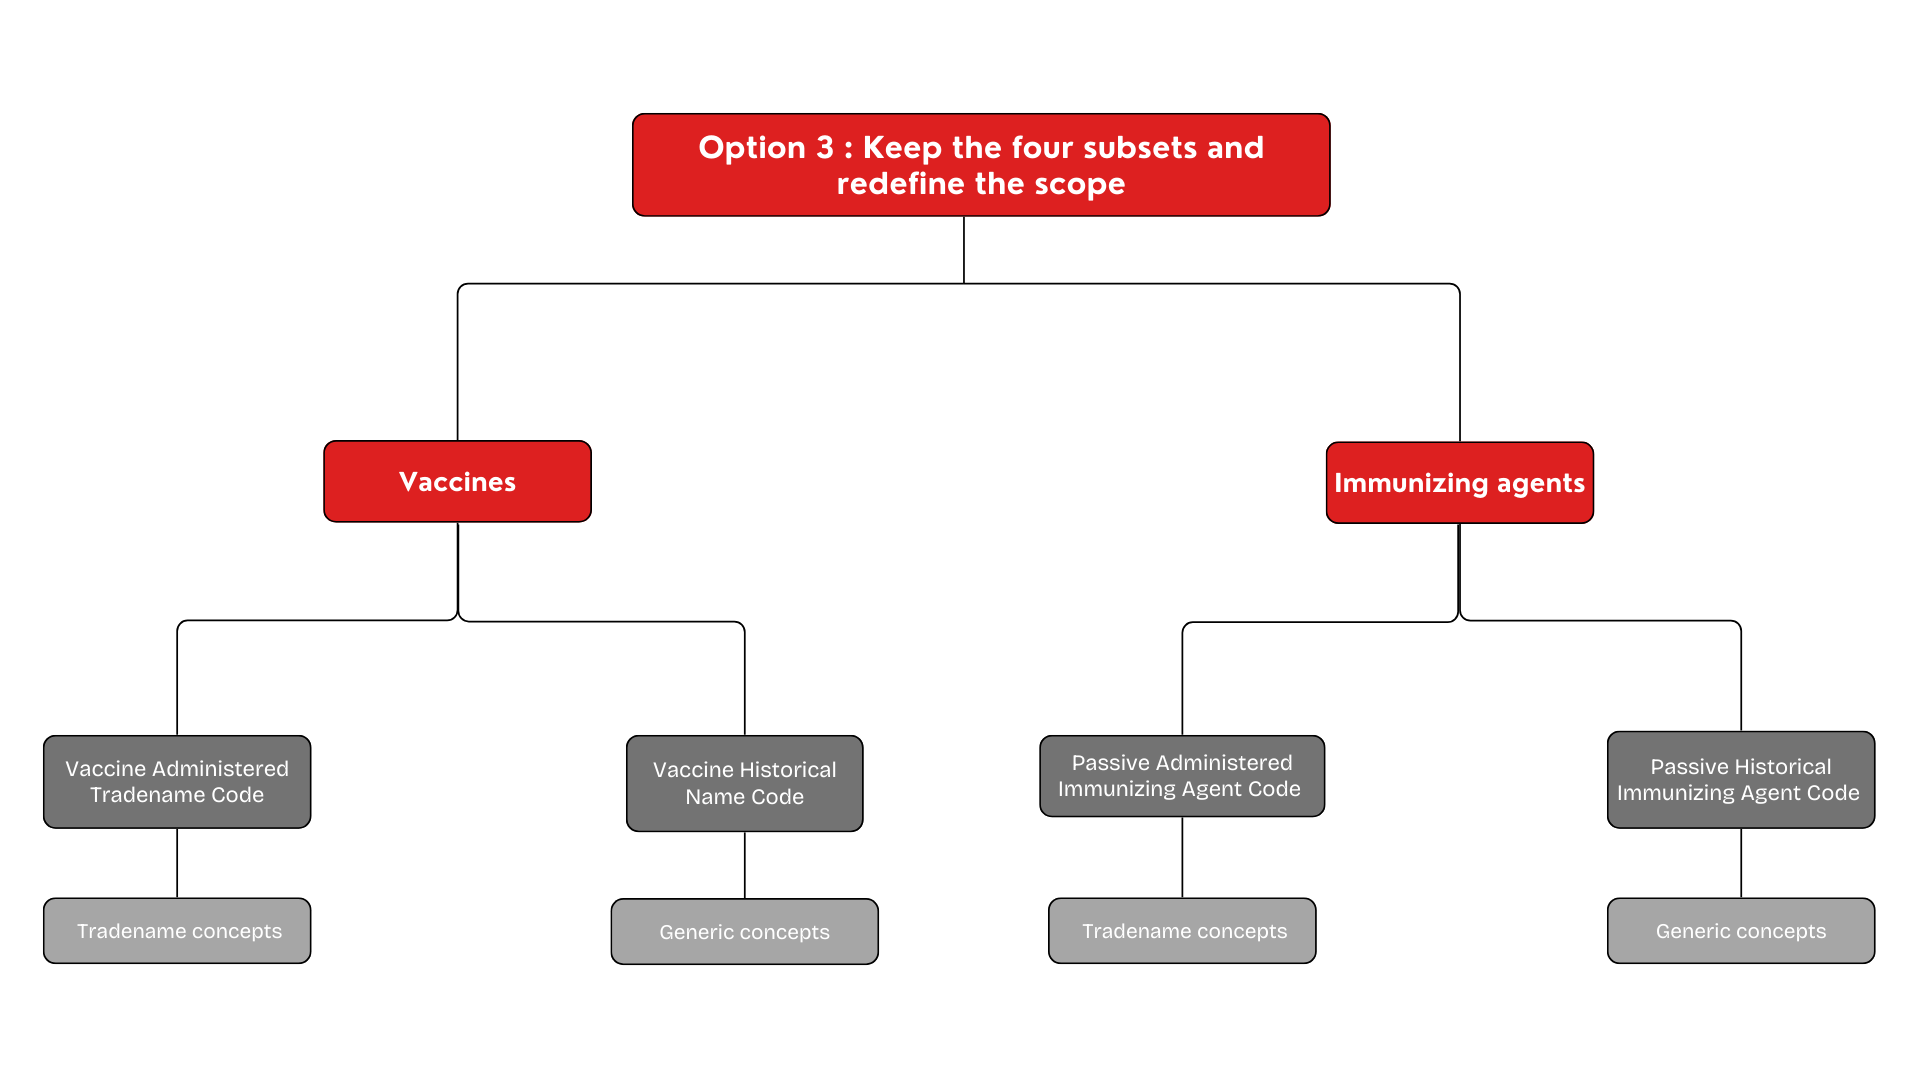 Option 3 : Keep the four subsets and
redefine the scope
Vaccines
Immunizing agents
Vaccine Administered
Tradename Code
Vaccine Historical
Name Code
Passive Administered
Immunizing Agent Code
Passive Historical
Immunizing Agent Code
Tradename concepts
Generic concepts
Tradename concepts
Generic concepts